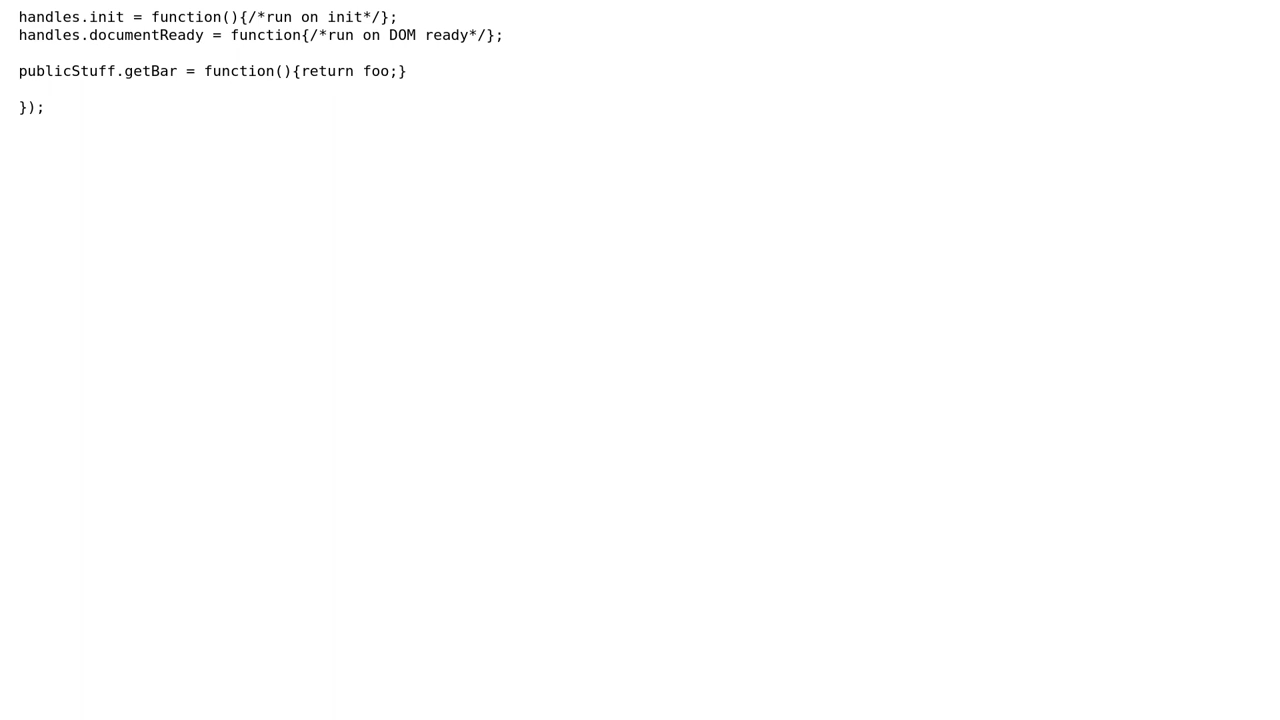 handles.init = function(){/*run on init*/};
handles.documentReady = function{/*run on DOM ready*/};
publicStuff.getBar = function(){return foo;}
});